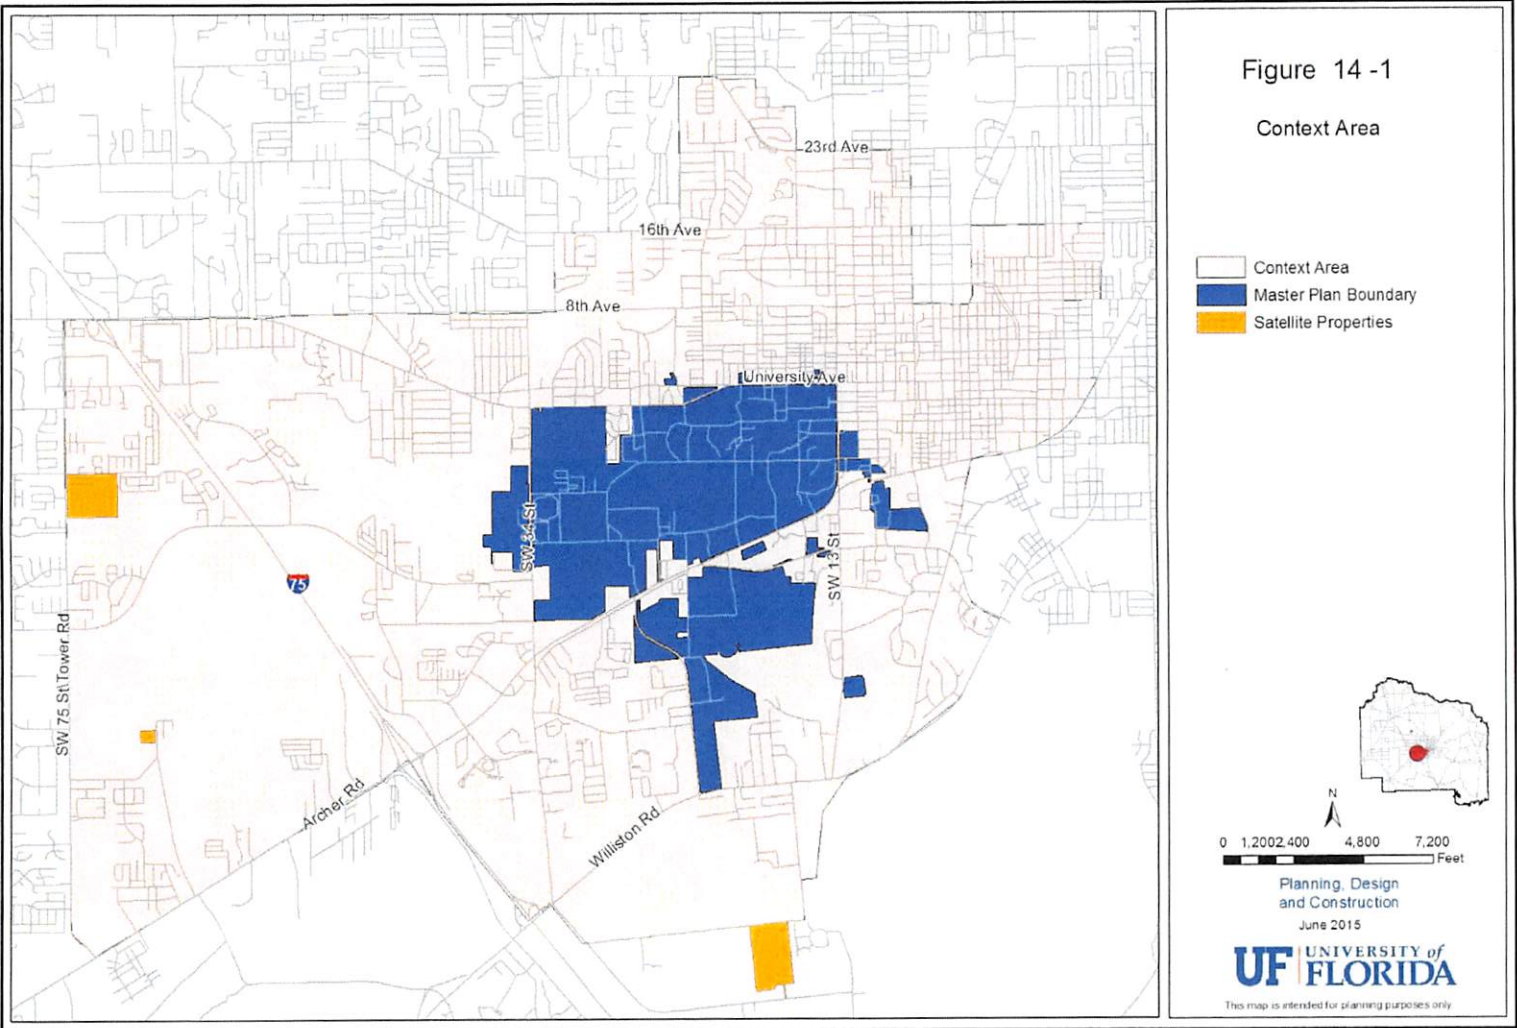 Figure 14 -1
Context Area
Context Area
Master Plan Boundary
Satellite Properties
23rd Ave
16th Ave
8th Ave
University Ave
SW 34 St
SW 13 St
75
SW 75 St\Tower Rd
Archer Rd
Williston Rd
N
0 1,2002,400 4,800 7,200
Feet
Planning, Design
and Construction
June 2015
UF UNIVERSITY of
FLORIDA
This map is intended for planning purposes only